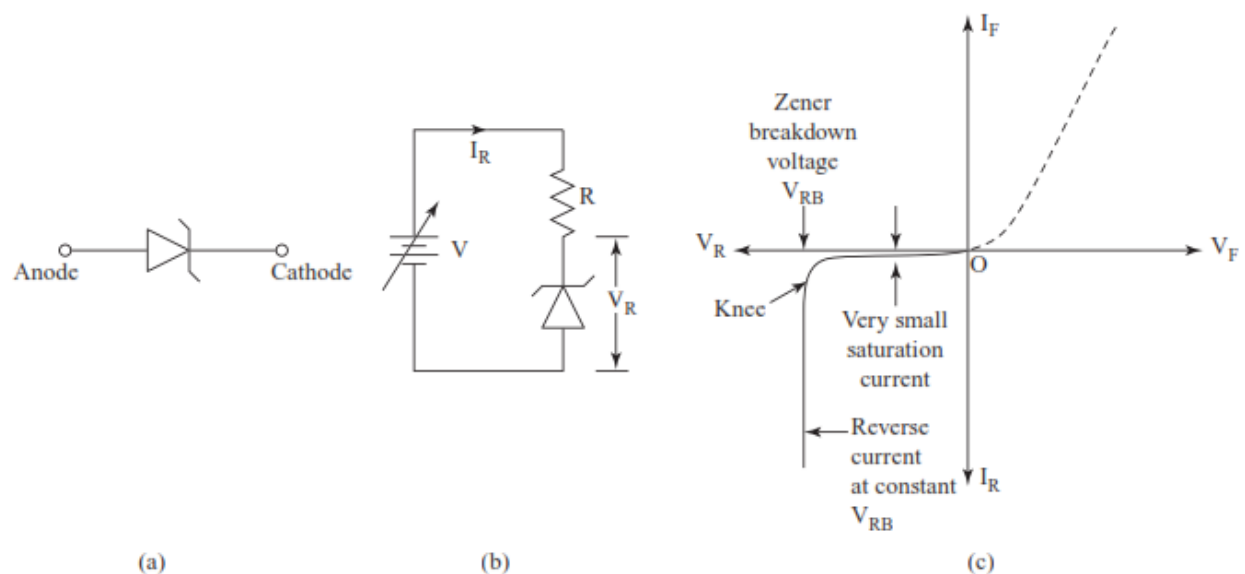 Anode
Cathode
(a)
I_R
R
V
V_R
(b)
I_F
Zener
breakdown
voltage
V_RB
V_R
V_F
O
Knee
Very small
saturation
current
Reverse
current
at constant
V_RB
I_R
(c)